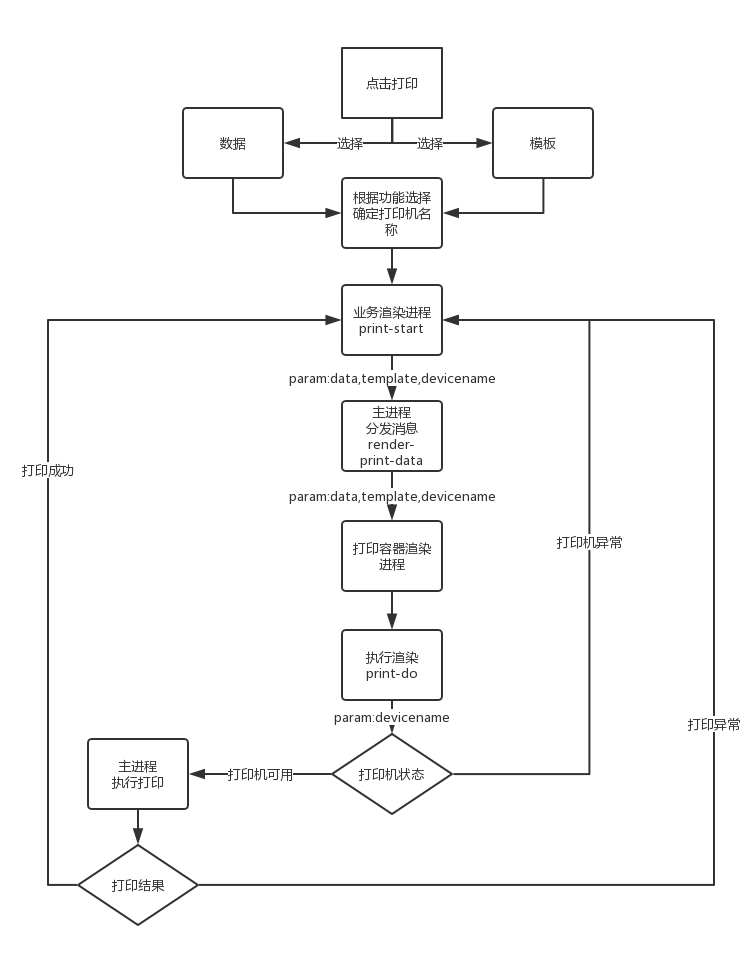 点击打印
数据
选择
选择
模板
根据功能选择
确定打印机名
称
业务渲染进程
print-start
param:data,template,devicename
主进程
分发消息
render-
print-data
打印成功
param:data,template,devicename
打印容器渲染
进程
打印机异常
执行渲染
print-do
param:devicename
打印异常
主进程
执行打印
打印机可用
打印机状态
打印结果